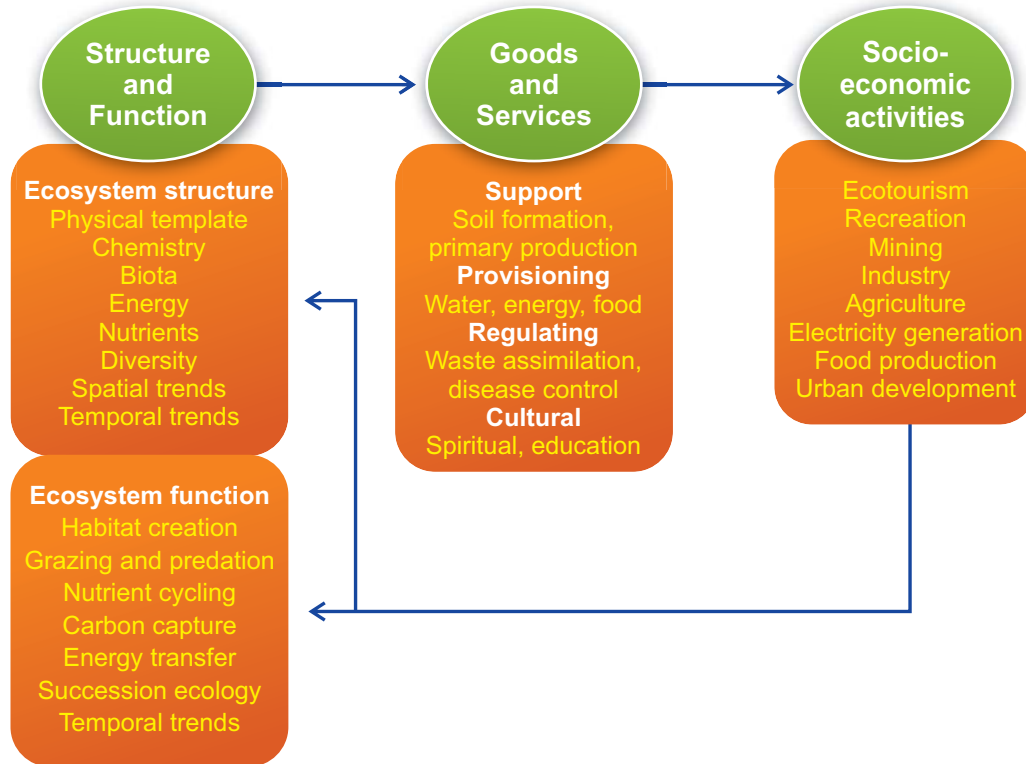 Structure
and
Function
Goods
and
Services
Socio-
economic
activities
Ecosystem structure
Physical template
Chemistry
Biota
Energy
Nutrients
Diversity
Spatial trends
Temporal trends
Ecosystem function
Habitat creation
Grazing and predation
Nutrient cycling
Carbon capture
Energy transfer
Succession ecology
Temporal trends
Support
Soil formation,
primary production
Provisioning
Water, energy, food
Regulating
Waste assimilation,
disease control
Cultural
Spiritual, education
Ecotourism
Recreation
Mining
Industry
Agriculture
Electricity generation
Food production
Urban development